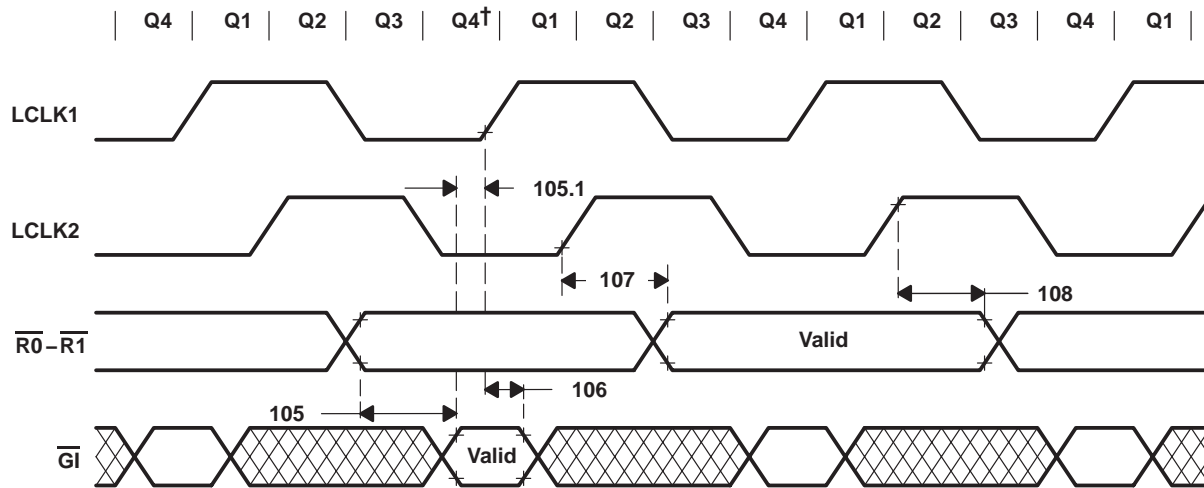 Q4 Q1 Q2 Q3 Q4† Q1 Q2 Q3 Q4 Q1 Q2 Q3 Q4 Q1
LCLK1
105.1
LCLK2
107
108
R0–R1
Valid
106
105
GI
Valid